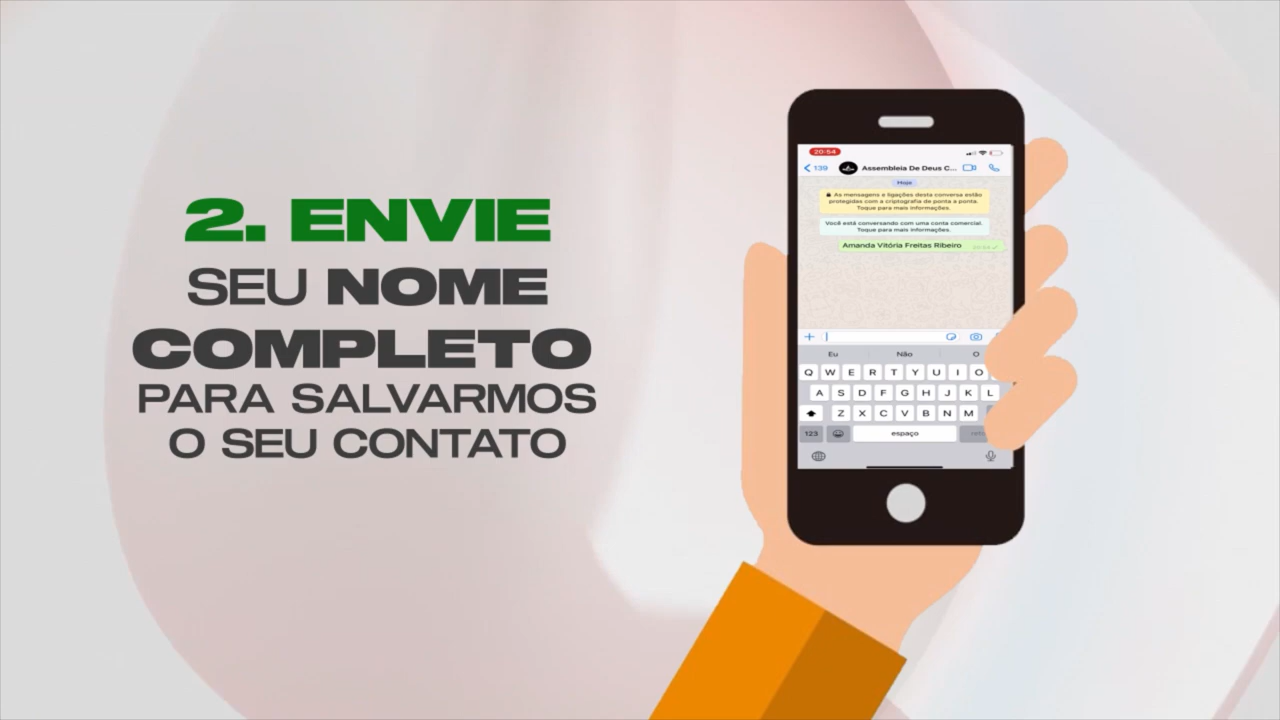 2. ENVIE
SEU NOME
COMPLETO
PARA SALVARMOS
O SEU CONTATO
20:54
139
Assembleia De Deus C...
Hoje
As mensagens e ligações desta conversa estão
protegidas com a criptografia de ponta a ponta.
Toque para mais informações.
Você está conversando com uma conta comercial.
Toque para mais informações.
Amanda Vitória Freitas Ribeiro
Eu Não O
Q W E R T Y U I O
A S D F G H J K L
Z X C V B N M
123 espaço